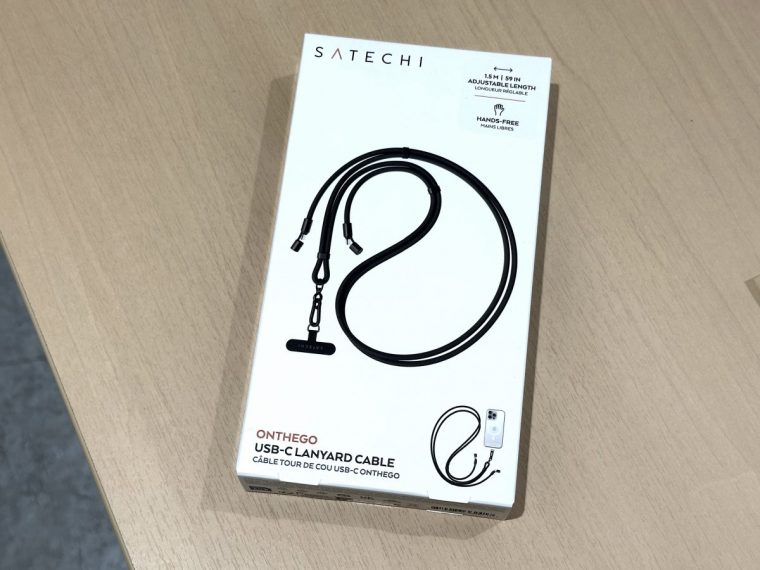 SATECHI
1.5 M | 59 IN
ADJUSTABLE LENGTH
LONGUEUR RÉGLABLE
HANDS-FREE
MAINS LIBRES
SATECHI
ONTHEGO
USB-C LANYARD CABLE
CÂBLE TOUR DE COU USB-C ONTHEGO